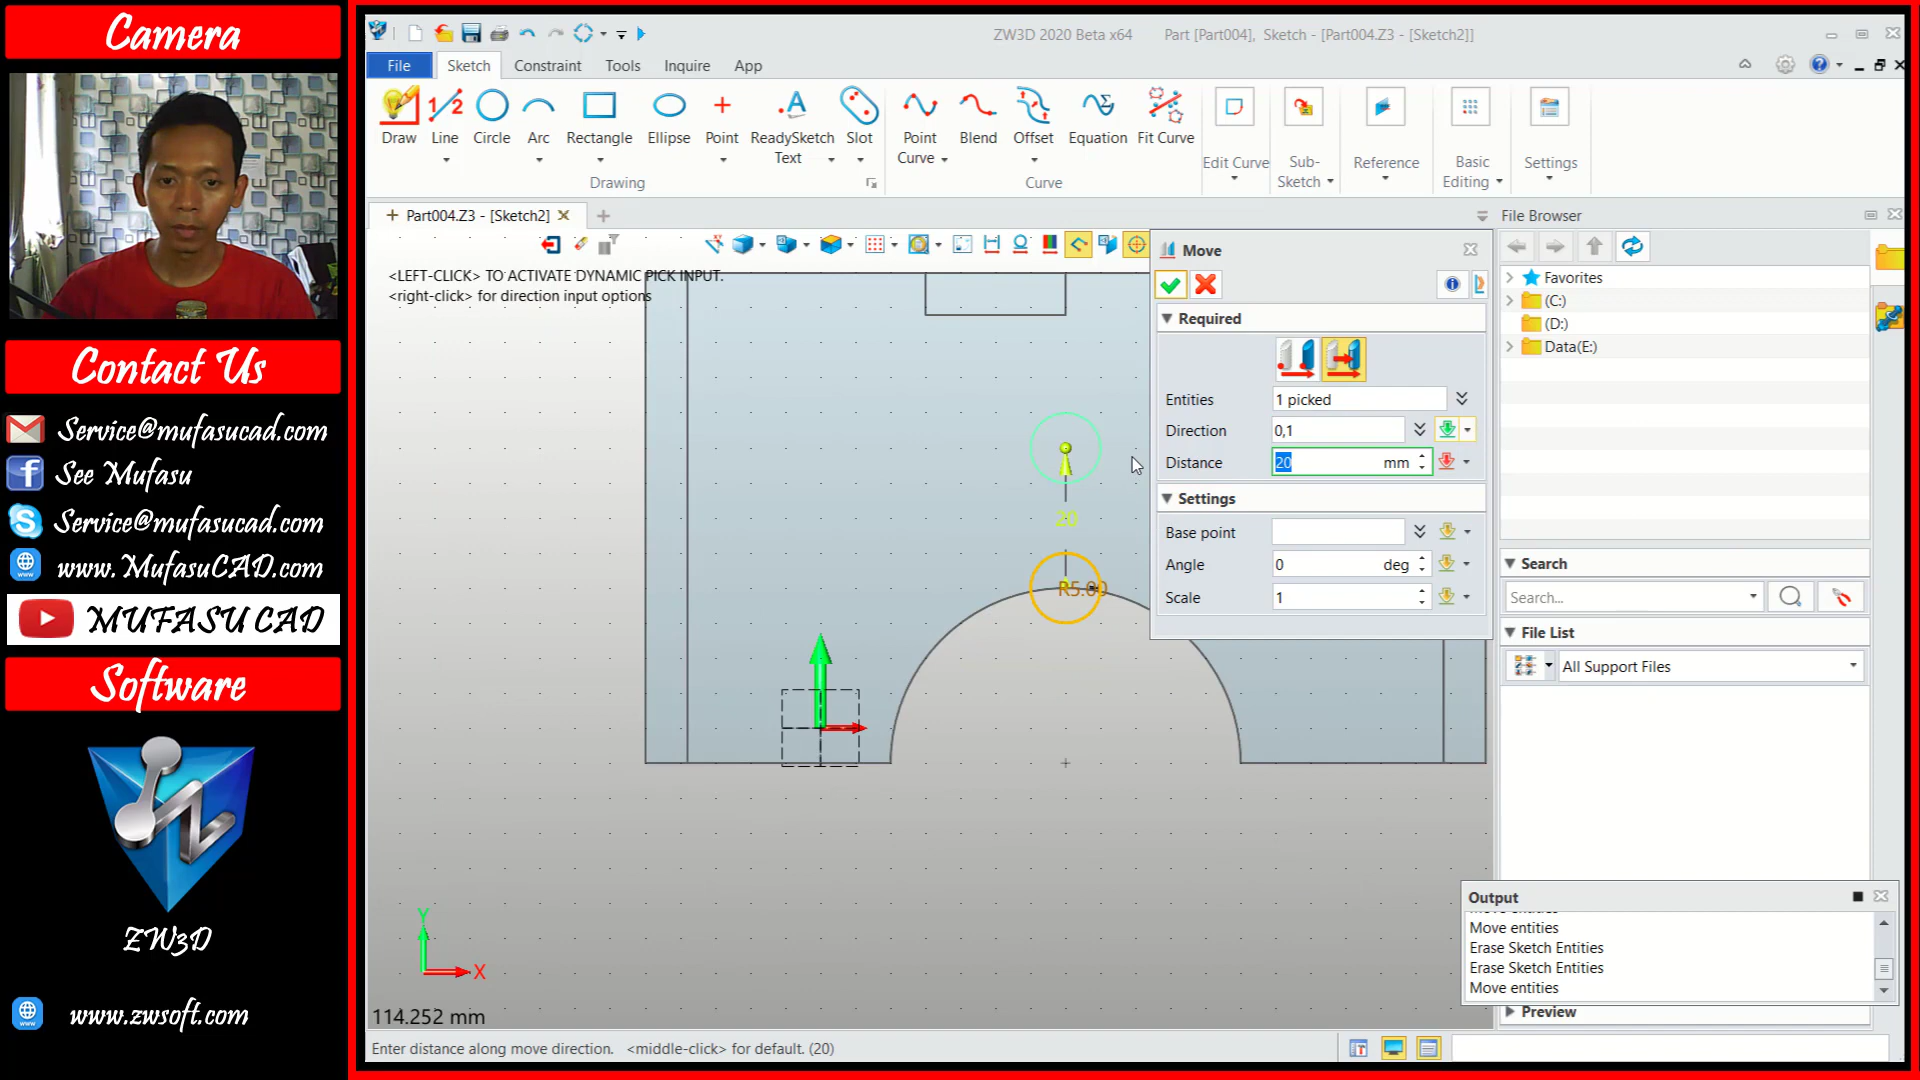 Camera
Contact Us
Service@mufasucad.com
See Mufasu
Service@mufasucad.com
www.MufasuCAD.com
MUFASU CAD
Software
ZW3D
www.zwsoft.com
ZW3D 2020 Beta x64 Part [Part004], Sketch - [Part004.Z3 - [Sketch2]]
File Sketch Constraint Tools Inquire App
Draw Line Circle Arc Rectangle Ellipse Point ReadySketch Text Slot Point Curve Blend Offset Equation Fit Curve Edit Curve Sub-Sketch Reference Basic Editing Settings
Drawing Curve
Part004.Z3 - [Sketch2]
<LEFT-CLICK> TO ACTIVATE DYNAMIC PICK INPUT.
<right-click> for direction input options
Move
Required
Entities 1 picked
Direction 0,1
Distance 20 mm
Settings
Base point
Angle 0 deg
Scale 1
20
R5.00
Y
X
114.252 mm
Enter distance along move direction. <middle-click> for default. (20)
File Browser
Favorites
(C:)
(D:)
Data(E:)
Search
Search...
File List
All Support Files
Output
Move entities
Erase Sketch Entities
Erase Sketch Entities
Move entities
Preview